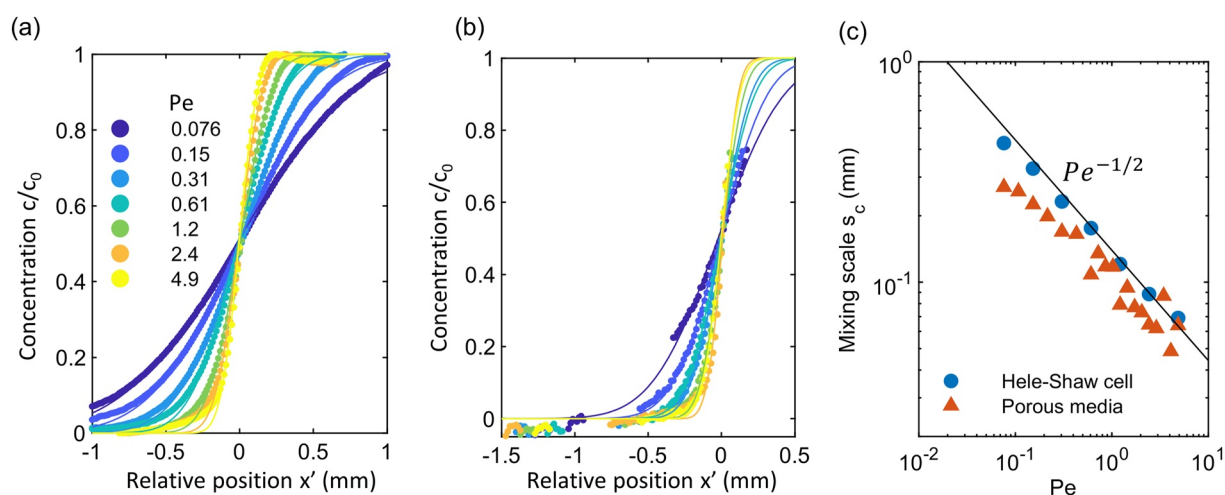 (a)
1
0.8
0.6
0.4
0.2
0
Concentration c/c0
Pe
0.076
0.15
0.31
0.61
1.2
2.4
4.9
-1
-0.5
0
0.5
1
Relative position x’ (mm)
(b)
1
0.8
0.6
0.4
0.2
0
Concentration c/c0
-1.5
-1.0
-0.5
0
0.5
Relative position x’ (mm)
(c)
10^0
10^-1
Mixing scale s_c (mm)
Pe^-1/2
Hele-Shaw cell
Porous media
10^-2
10^-1
10^0
10^1
Pe